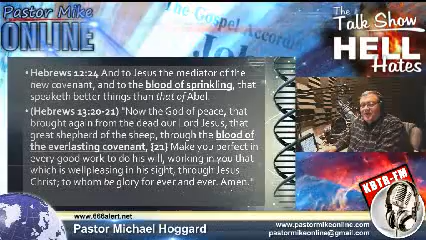 Pastor Mike
ONLINE
The Gospel Accord
The
Talk Show
HELL
Hates
• Hebrews 12:24 And to Jesus the mediator of the
new covenant, and to the blood of sprinkling, that
speaketh better things than that of Abel.
• (Hebrews 13:20-21) "Now the God of peace, that
brought again from the dead our Lord Jesus, that
great shepherd of the sheep, through the blood of
the everlasting covenant, {21} Make you perfect in
every good work to do his will, working in you that
which is wellpleasing in his sight, through Jesus
Christ; to whom be glory for ever and ever. Amen."
KBTR-FM
www.666alert.net
Pastor Michael Hoggard
www.pastormikeonline.com
pastormikeonline@gmail.com